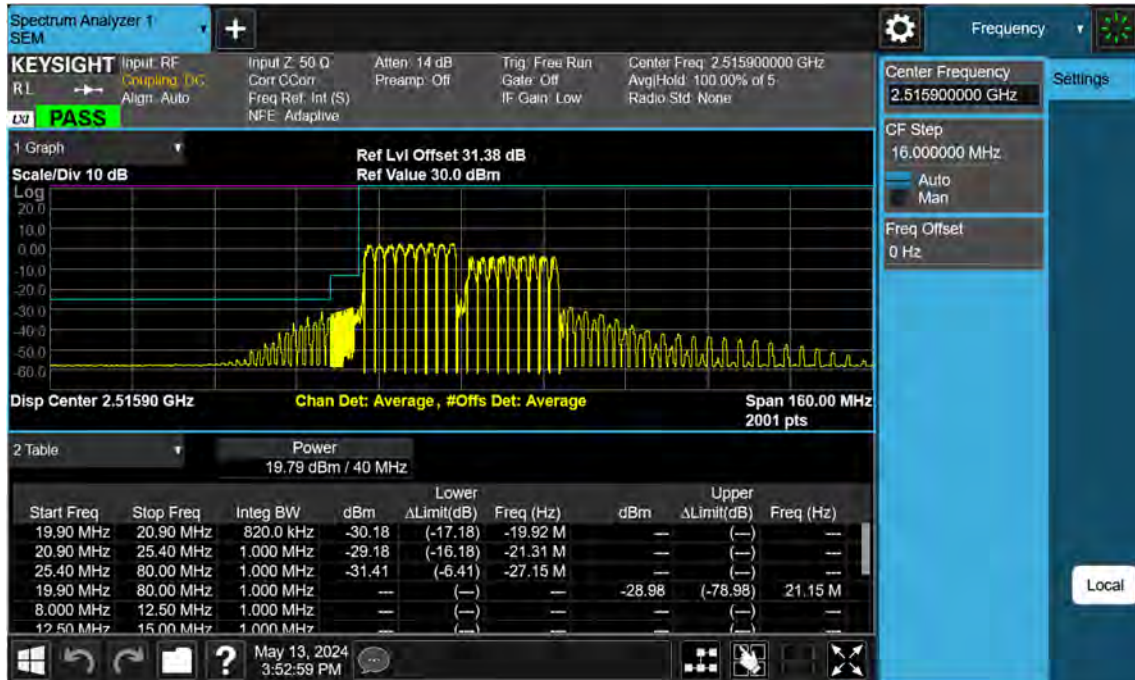 Spectrum Analyzer 1
SEM
Frequency
KEYSIGHT
RL
LXI PASS
Input: RF
Coupling: DC
Align: Auto
Input Z: 50 Ω
Corr CCorr
Freq Ref: Int (S)
NFE: Adaptive
Atten: 14 dB
Preamp: Off
Trig: Free Run
Gate: Off
IF Gain: Low
Center Freq: 2.515900000 GHz
Avg|Hold: 100.00% of 5
Radio Std: None
1 Graph
Scale/Div 10 dB
Ref Lvl Offset 31.38 dB
Ref Value 30.0 dBm
Log
20.0
10.0
0.00
-10.0
-20.0
-30.0
-40.0
-50.0
-60.0
Disp Center 2.51590 GHz
Chan Det: Average, #Offs Det: Average
Span 160.00 MHz
2001 pts
2 Table
Power
19.79 dBm / 40 MHz
Lower Upper
Start Freq Stop Freq Integ BW dBm ΔLimit(dB) Freq (Hz) dBm ΔLimit(dB) Freq (Hz)
19.90 MHz 20.90 MHz 820.0 kHz -30.18 (-17.18) -19.92 M --- (---) ---
20.90 MHz 25.40 MHz 1.000 MHz -29.18 (-16.18) -21.31 M --- (---) ---
25.40 MHz 80.00 MHz 1.000 MHz -31.41 (-6.41) -27.15 M --- (---) ---
19.90 MHz 80.00 MHz 1.000 MHz --- (---) --- -28.98 (-78.98) 21.15 M
8.000 MHz 12.50 MHz 1.000 MHz --- (---) --- --- (---) ---
12.50 MHz 15.00 MHz 1.000 MHz --- (---) --- --- (---) ---
May 13, 2024
3:52:59 PM
Center Frequency
2.515900000 GHz
Settings
CF Step
16.000000 MHz
Auto
Man
Freq Offset
0 Hz
Local